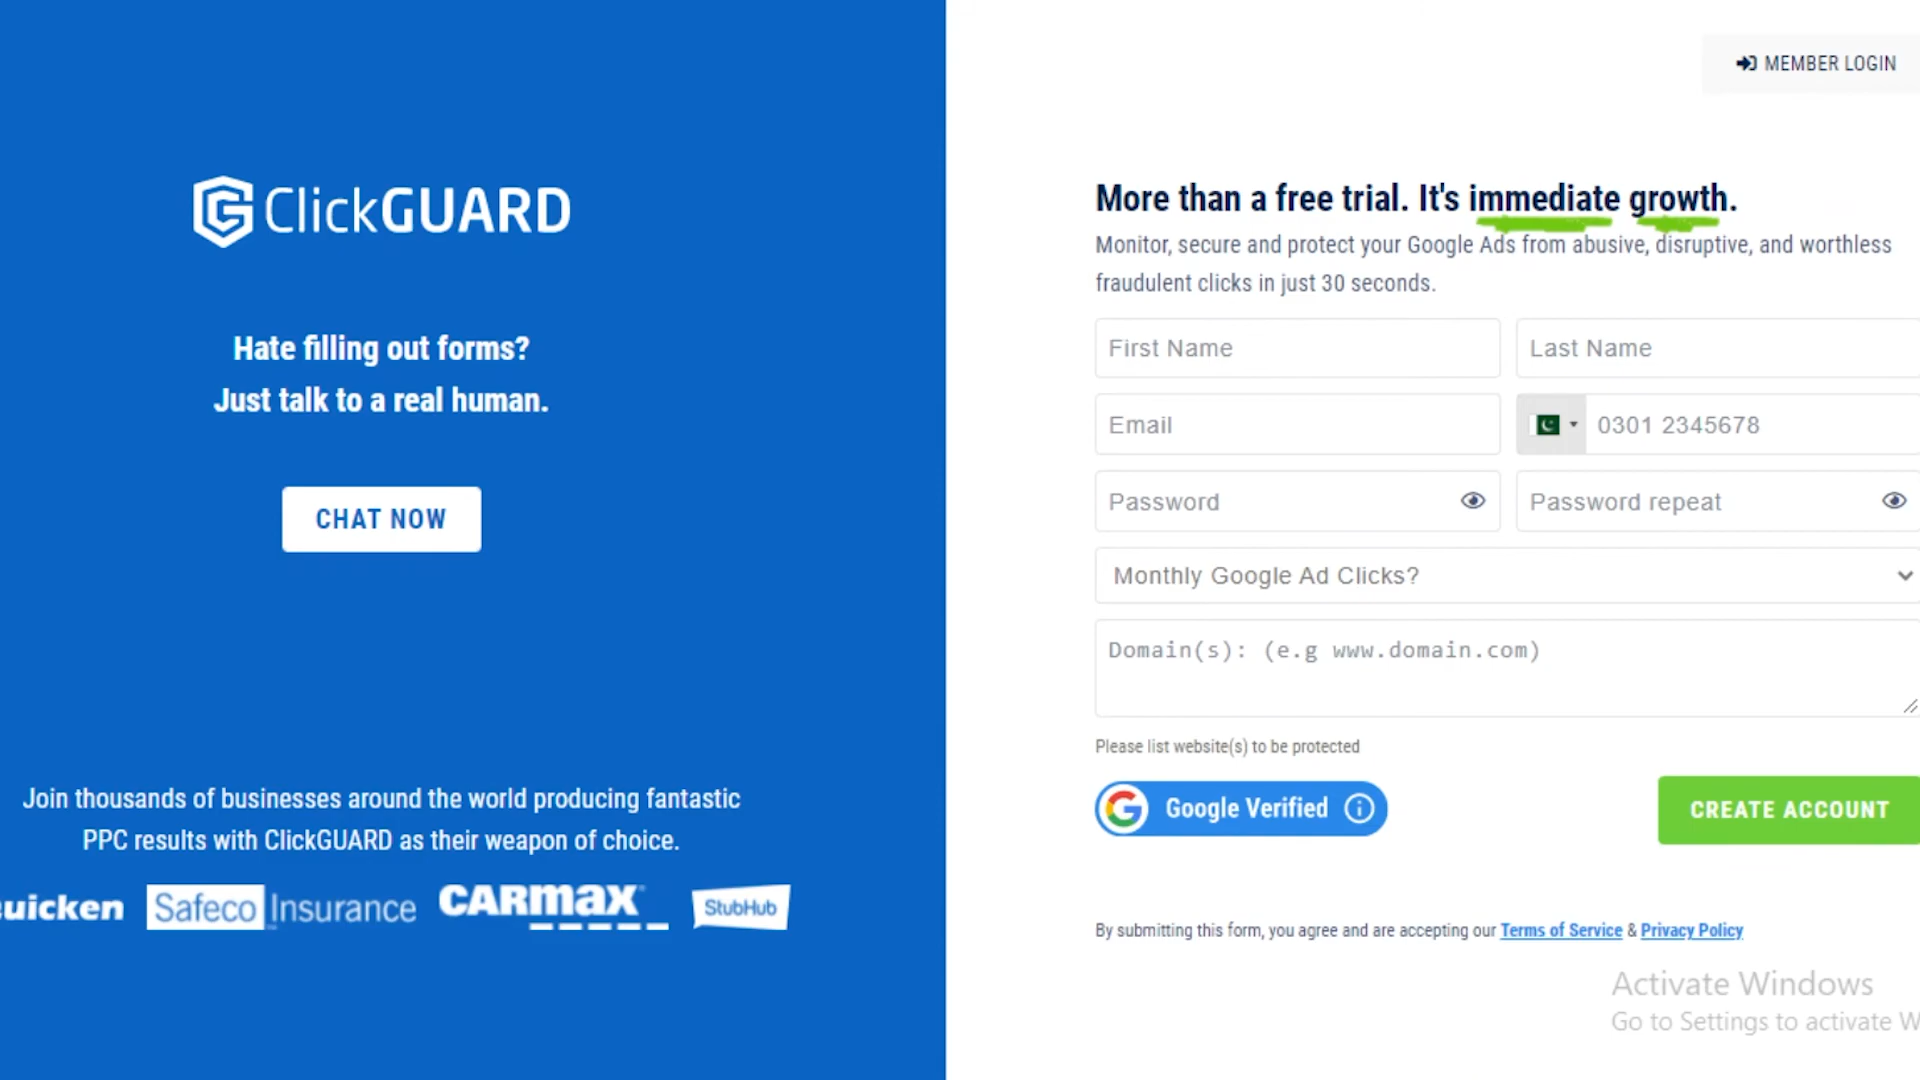 MEMBER LOGIN
ClickGUARD
Hate filling out forms?
Just talk to a real human.
CHAT NOW
Join thousands of businesses around the world producing fantastic
PPC results with ClickGUARD as their weapon of choice.
uicken Safeco Insurance CARMAX StubHub
More than a free trial. It's immediate growth.
Monitor, secure and protect your Google Ads from abusive, disruptive, and worthless
fraudulent clicks in just 30 seconds.
First Name Last Name
Email 0301 2345678
Password Password repeat
Monthly Google Ad Clicks?
Domain(s): (e.g www.domain.com)
Please list website(s) to be protected
Google Verified
CREATE ACCOUNT
By submitting this form, you agree and are accepting our Terms of Service & Privacy Policy
Activate Windows
Go to Settings to activate W